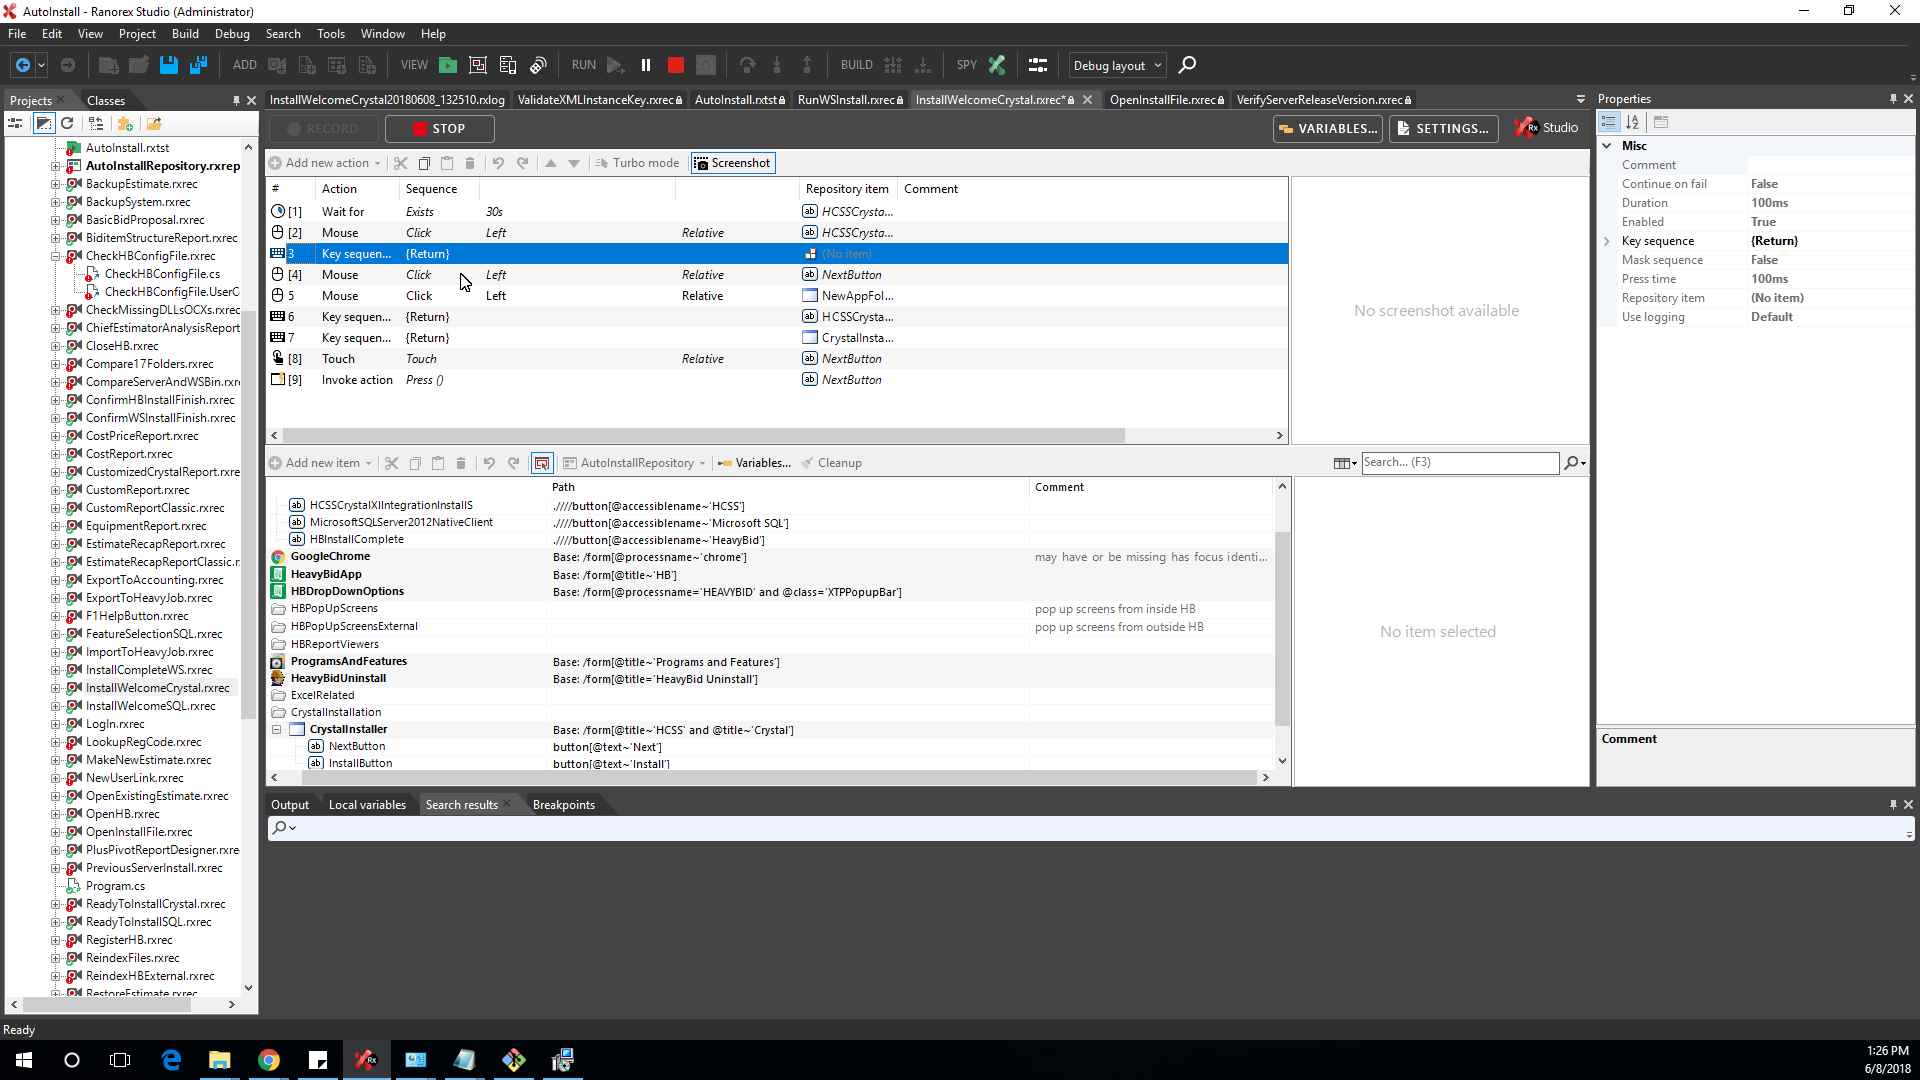 AutoInstall - Ranorex Studio (Administrator)
File Edit View Project Build Debug Search Tools Window Help
ADD VIEW RUN BUILD SPY Debug layout
Projects Classes
InstallWelcomeCrystal20180608_132510.rxlog ValidateXMLInstanceKey.rxrec AutoInstall.rxtst RunWSInstall.rxrec InstallWelcomeCrystal.rxrec* OpenInstallFile.rxrec VerifyServerReleaseVersion.rxrec
Properties
RECORD STOP VARIABLES... SETTINGS... Rx Studio
Add new action Turbo mode Screenshot
# Action Sequence Repository item Comment
[1] Wait for Exists 30s HCSSCrysta...
[2] Mouse Click Left Relative HCSSCrysta...
3 Key sequen... {Return} (No item)
[4] Mouse Click Left Relative NextButton
5 Mouse Click Left Relative NewAppFol...
6 Key sequen... {Return} HCSSCrysta...
7 Key sequen... {Return} CrystalInsta...
[8] Touch Touch Relative NextButton
[9] Invoke action Press () NextButton
No screenshot available
AutoInstall.rxtst
AutoInstallRepository.rxrep
BackupEstimate.rxrec
BackupSystem.rxrec
BasicBidProposal.rxrec
BiditemStructureReport.rxrec
CheckHBConfigFile.rxrec
CheckHBConfigFile.cs
CheckHBConfigFile.UserC
CheckMissingDLLsOCXs.rxrec
ChiefEstimatorAnalysisReport
CloseHB.rxrec
Compare17Folders.rxrec
CompareServerAndWSBin.rxr
ConfirmHBInstallFinish.rxrec
ConfirmWSInstallFinish.rxrec
CostPriceReport.rxrec
CostReport.rxrec
CustomizedCrystalReport.rxre
CustomReport.rxrec
CustomReportClassic.rxrec
EquipmentReport.rxrec
EstimateRecapReport.rxrec
EstimateRecapReportClassic.r
ExportToAccounting.rxrec
ExportToHeavyJob.rxrec
F1HelpButton.rxrec
FeatureSelectionSQL.rxrec
ImportToHeavyJob.rxrec
InstallCompleteWS.rxrec
InstallWelcomeCrystal.rxrec
InstallWelcomeSQL.rxrec
LogIn.rxrec
LookupRegCode.rxrec
MakeNewEstimate.rxrec
NewUserLink.rxrec
OpenExistingEstimate.rxrec
OpenHB.rxrec
OpenInstallFile.rxrec
PlusPivotReportDesigner.rxre
PreviousServerInstall.rxrec
Program.cs
ReadyToInstallCrystal.rxrec
ReadyToInstallSQL.rxrec
RegisterHB.rxrec
ReindexFiles.rxrec
ReindexHBExternal.rxrec
RestoreEstimate.rxrec
Add new item AutoInstallRepository Variables... Cleanup Search... (F3)
Path Comment
HCSSCrystalXIIntegrationInstallS .////button[@accessiblename~'HCSS']
MicrosoftSQLServer2012NativeClient .////button[@accessiblename~'Microsoft SQL']
HBInstallComplete .////button[@accessiblename~'HeavyBid']
GoogleChrome Base: /form[@processname~'chrome'] may have or be missing has focus identi...
HeavyBidApp Base: /form[@title~'HB']
HBDropDownOptions Base: /form[@processname='HEAVYBID' and @class='XTPPopupBar']
HBPopUpScreens pop up screens from inside HB
HBPopUpScreensExternal pop up screens from outside HB
HBReportViewers
ProgramsAndFeatures Base: /form[@title~'Programs and Features']
HeavyBidUninstall Base: /form[@title='HeavyBid Uninstall']
ExcelRelated
CrystalInstallation
CrystalInstaller Base: /form[@title~'HCSS' and @title~'Crystal']
NextButton button[@text~'Next']
InstallButton button[@text~'Install']
No item selected
Misc
Comment
Continue on fail False
Duration 100ms
Enabled True
Key sequence {Return}
Mask sequence False
Press time 100ms
Repository item (No item)
Use logging Default
Comment
Output Local variables Search results Breakpoints
Ready
1:26 PM
6/8/2018